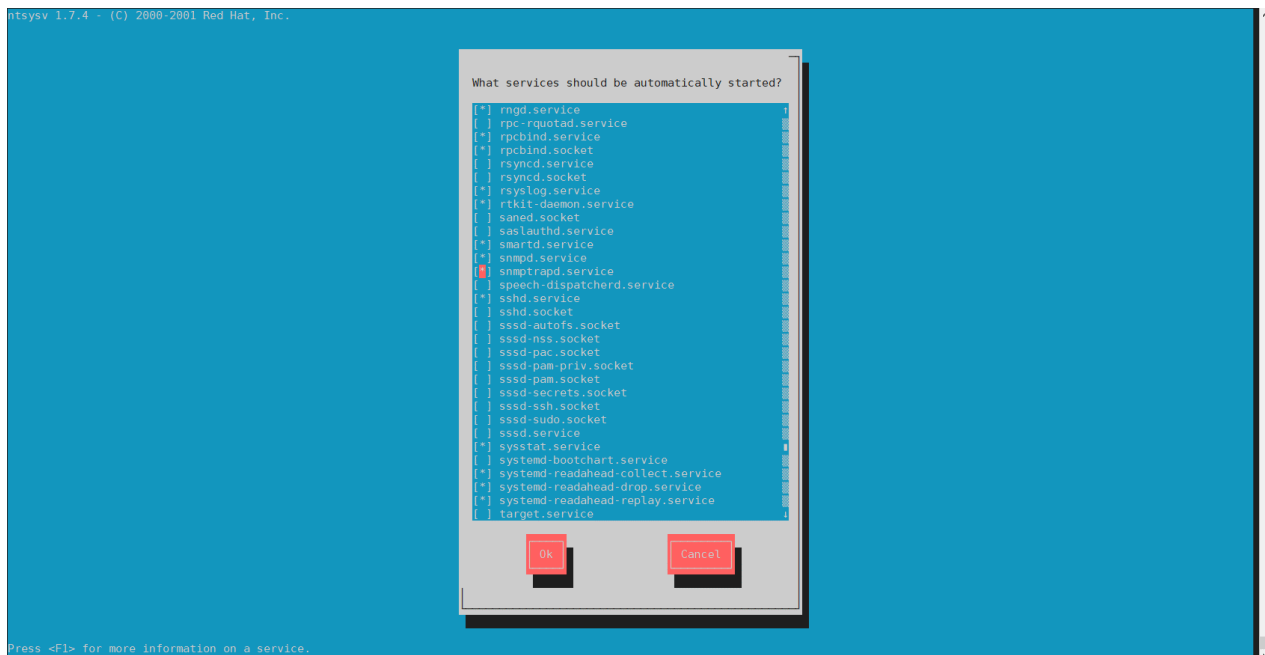 ntsysv 1.7.4 - (C) 2000-2001 Red Hat, Inc.
What services should be automatically started?
[*] rngd.service
[ ] rpc-rquotad.service
[*] rpcbind.service
[*] rpcbind.socket
[ ] rsyncd.service
[ ] rsyncd.socket
[*] rsyslog.service
[*] rtkit-daemon.service
[ ] saned.socket
[ ] saslauthd.service
[*] smartd.service
[*] snmpd.service
[*] snmptrapd.service
[ ] speech-dispatcherd.service
[*] sshd.service
[ ] sshd.socket
[ ] sssd-autofs.socket
[ ] sssd-nss.socket
[ ] sssd-pac.socket
[ ] sssd-pam-priv.socket
[ ] sssd-pam.socket
[ ] sssd-secrets.socket
[ ] sssd-ssh.socket
[ ] sssd-sudo.socket
[ ] sssd.service
[*] sysstat.service
[ ] systemd-bootchart.service
[*] systemd-readahead-collect.service
[*] systemd-readahead-drop.service
[*] systemd-readahead-replay.service
[ ] target.service
Ok Cancel
Press <F1> for more information on a service.